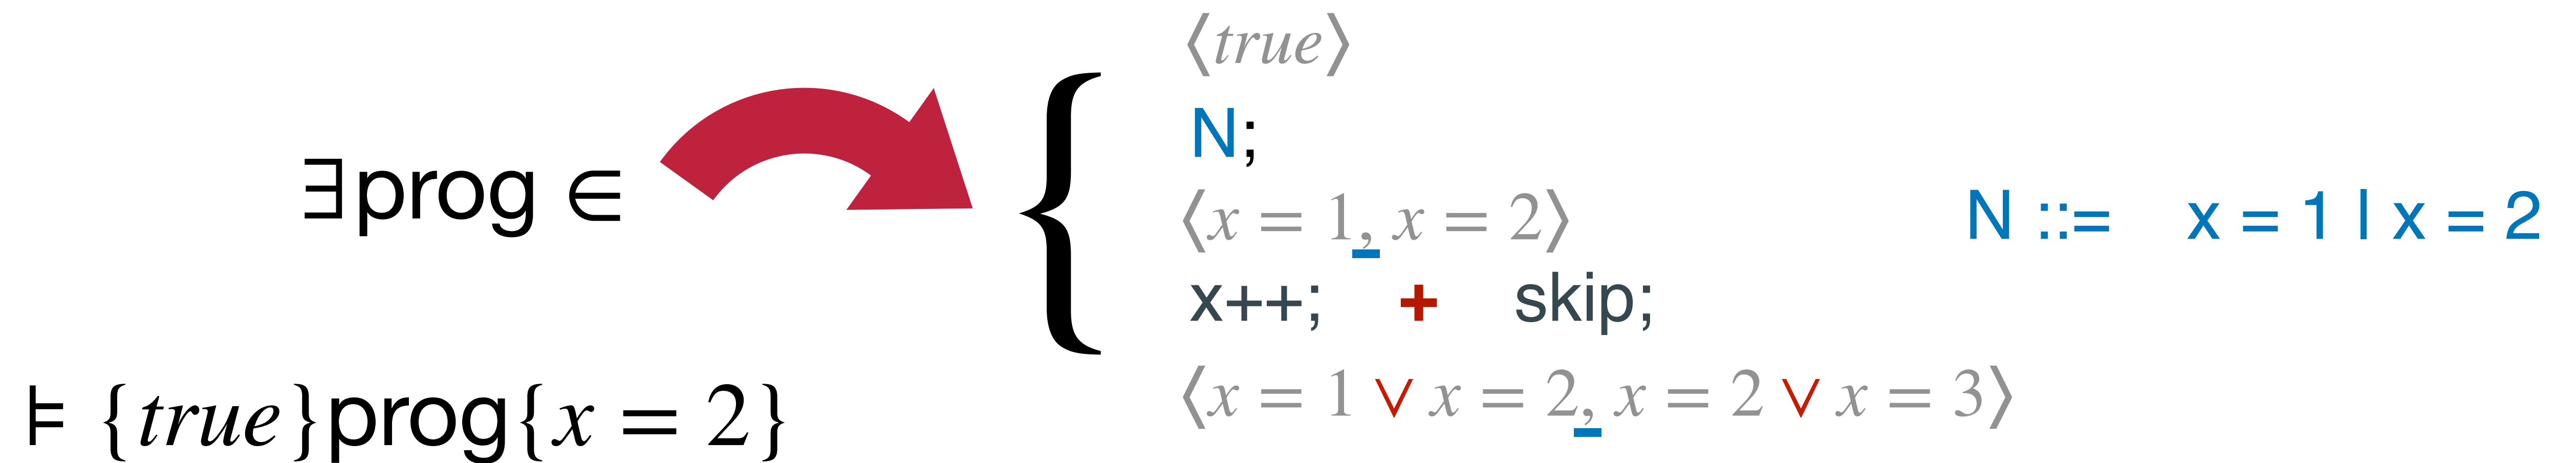 ⟨true⟩
N;
∃prog ∈ {
⟨x = 1, x = 2⟩
N ::= x = 1 | x = 2
x++; + skip;
⟨x = 1 ∨ x = 2, x = 2 ∨ x = 3⟩
⊨ {true}prog{x = 2}